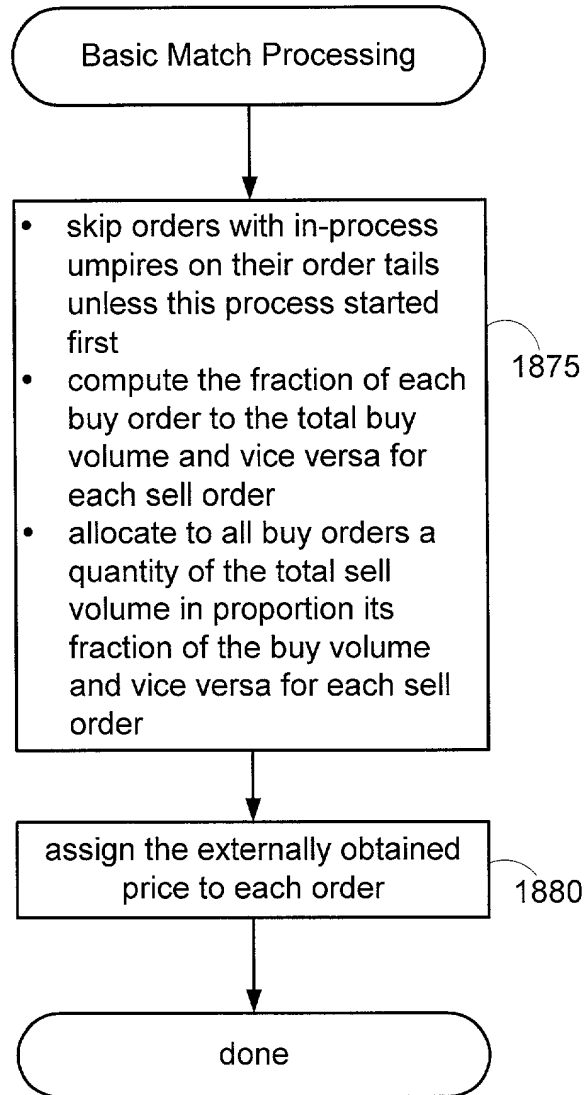 Basic Match Processing
• skip orders with in-process
umpires on their order tails
unless this process started
first
• compute the fraction of each
buy order to the total buy
volume and vice versa for
each sell order
• allocate to all buy orders a
quantity of the total sell
volume in proportion its
fraction of the buy volume
and vice versa for each sell
order
1875
assign the externally obtained
price to each order
1880
done